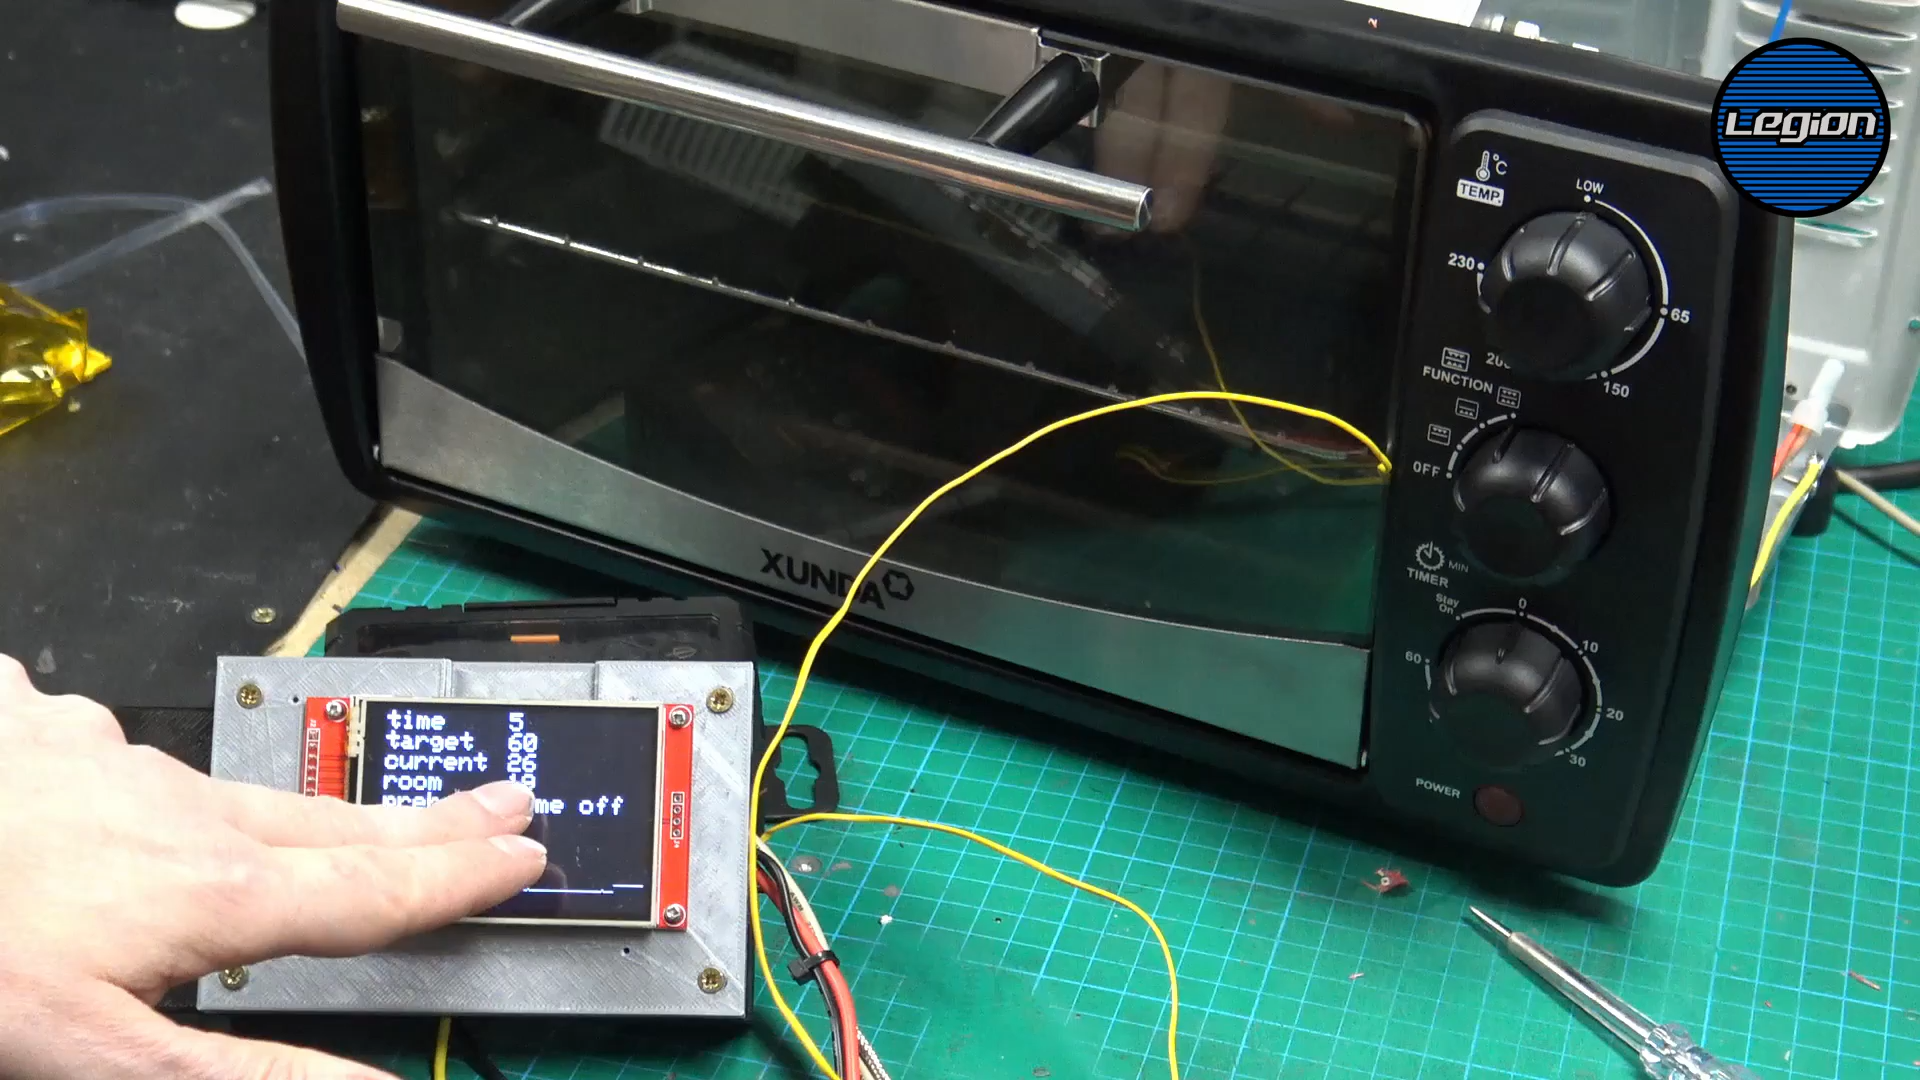 Legion
°C
TEMP.
LOW
230
65
150
FUNCTION
OFF
XUNDA
MIN
TIMER
Stay
On
0
10
60
20
30
POWER
time 5
target 60
current 26
room
off